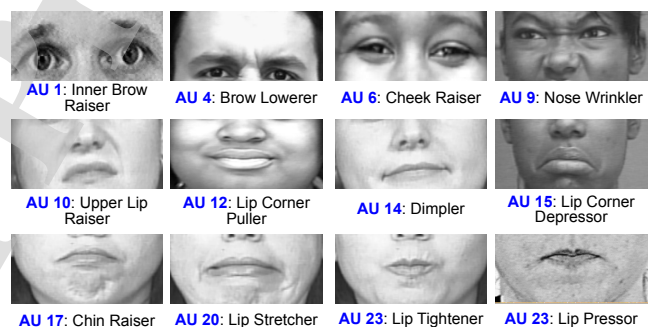 AU 1: Inner Brow
Raiser
AU 4: Brow Lowerer
AU 6: Cheek Raiser
AU 9: Nose Wrinkler
AU 10: Upper Lip
Raiser
AU 12: Lip Corner
Puller
AU 14: Dimpler
AU 15: Lip Corner
Depressor
AU 17: Chin Raiser
AU 20: Lip Stretcher
AU 23: Lip Tightener
AU 23: Lip Pressor